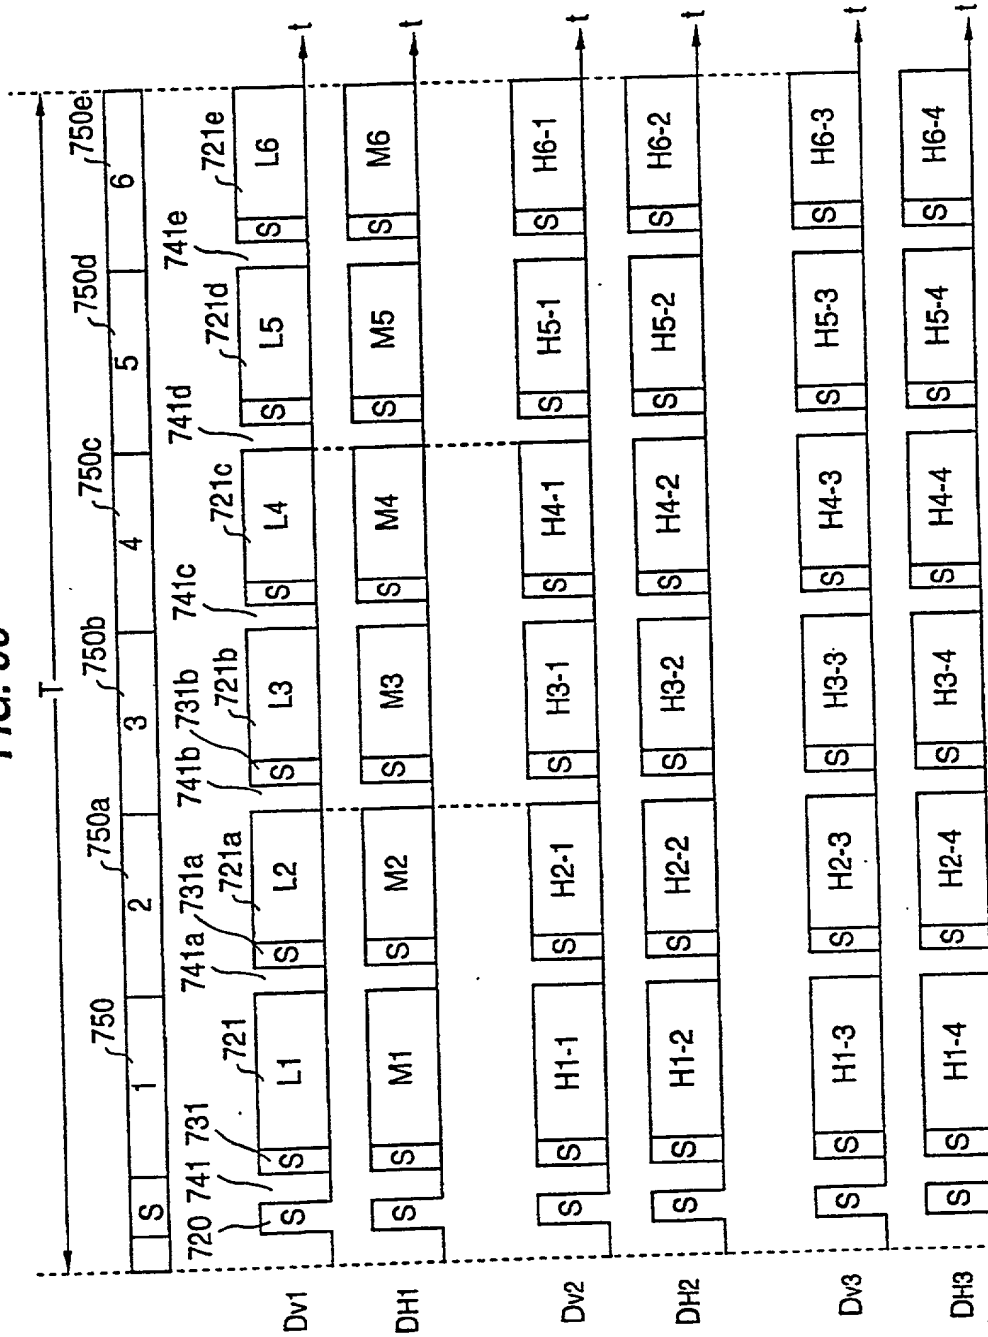 T
S 1 2 3 4 5 6
750 750a 750b 750c 750d 750e
720 741 731 721 741a 731a 721a 741b 731b 721b 741c 721c 741d 721d 741e 721e
Dv1 S S L1 S L2 S L3 S L4 S L5 S L6 t
DH1 S S M1 S M2 S M3 S M4 S M5 S M6 t
Dv2 S S H1-1 S H2-1 S H3-1 S H4-1 S H5-1 S H6-1 t
DH2 S S H1-2 S H2-2 S H3-2 S H4-2 S H5-2 S H6-2 t
Dv3 S S H1-3 S H2-3 S H3-3 S H4-3 S H5-3 S H6-3 t
DH3 S S H1-4 S H2-4 S H3-4 S H4-4 S H5-4 S H6-4 t